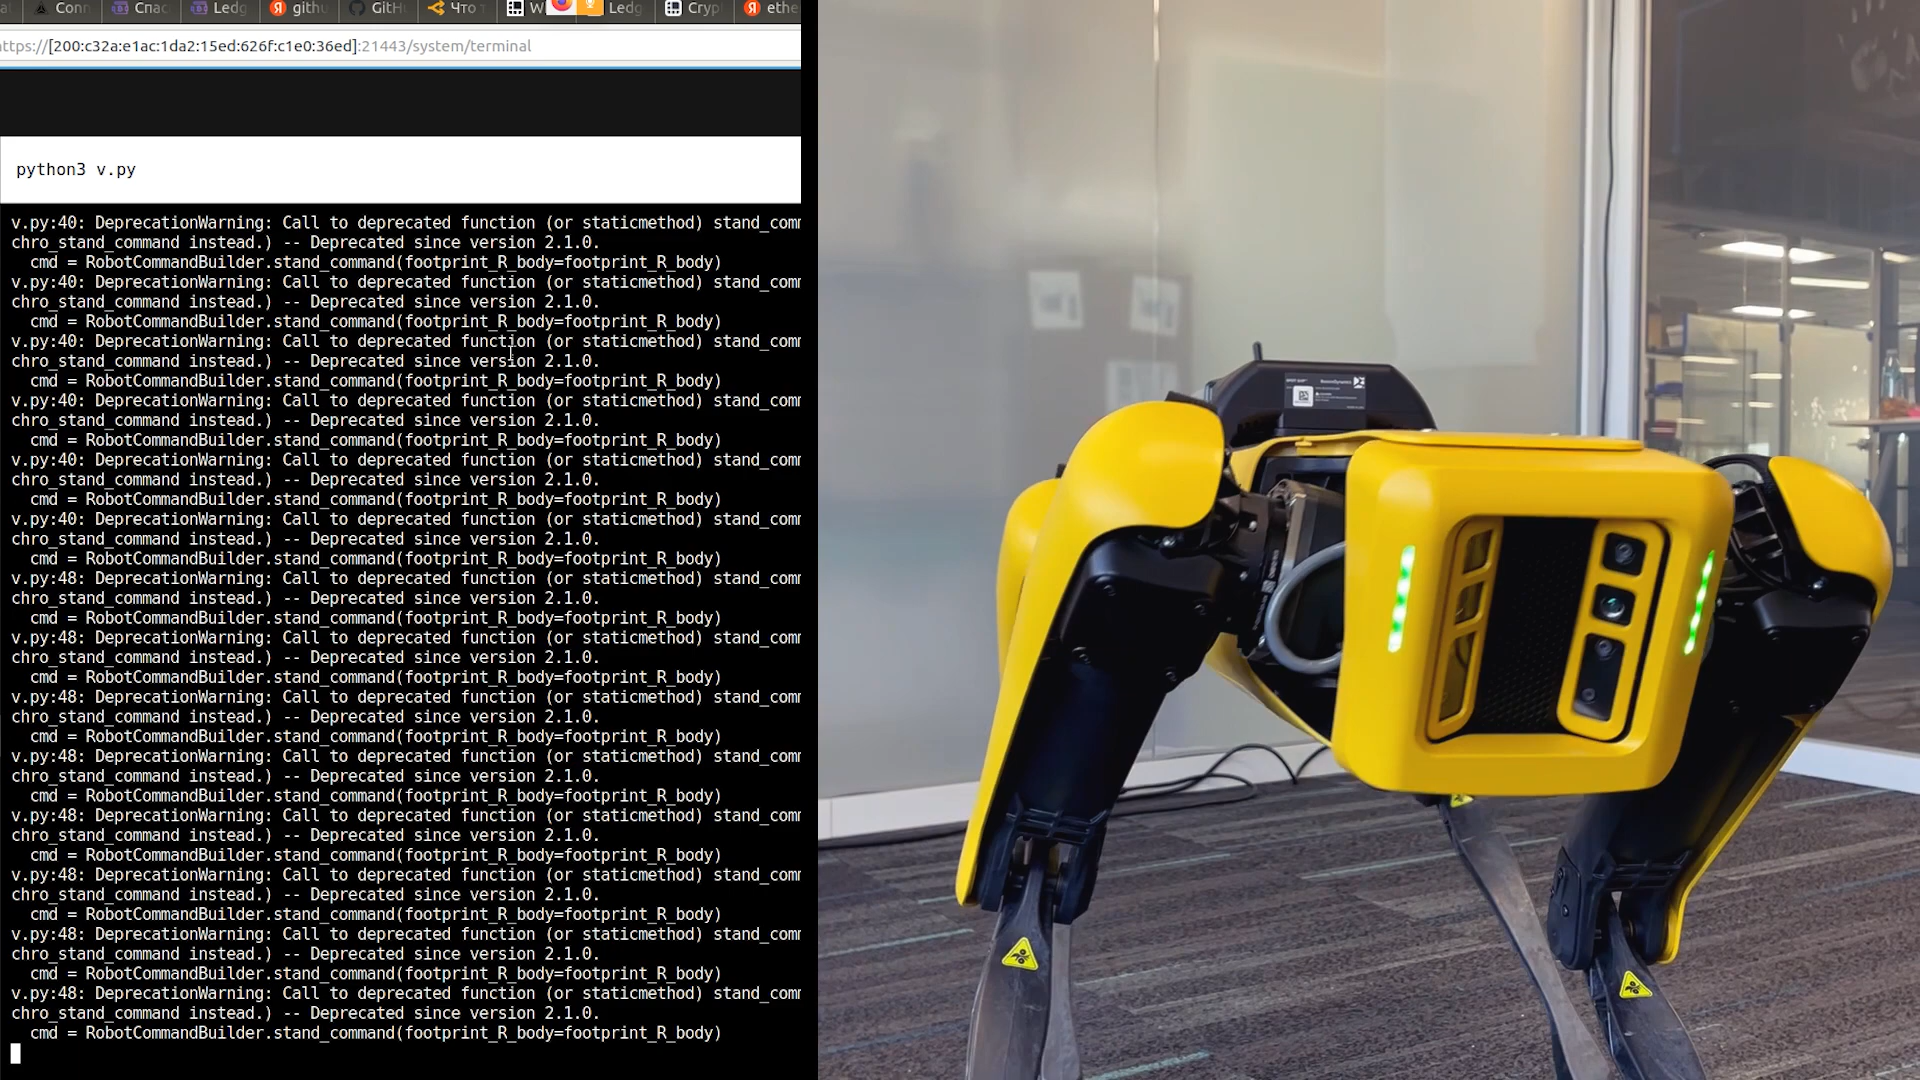 Conn Спас Ledg githu GitH Что т W Ledg Cryp ethe
ttps://[200:c32a:e1ac:1da2:15ed:626f:c1e0:36ed]:21443/system/terminal
python3 v.py
v.py:40: DeprecationWarning: Call to deprecated function (or staticmethod) stand_com
chro_stand_command instead.) -- Deprecated since version 2.1.0.
cmd = RobotCommandBuilder.stand_command(footprint_R_body=footprint_R_body)
v.py:40: DeprecationWarning: Call to deprecated function (or staticmethod) stand_com
chro_stand_command instead.) -- Deprecated since version 2.1.0.
cmd = RobotCommandBuilder.stand_command(footprint_R_body=footprint_R_body)
v.py:40: DeprecationWarning: Call to deprecated function (or staticmethod) stand_com
chro_stand_command instead.) -- Deprecated since version 2.1.0.
cmd = RobotCommandBuilder.stand_command(footprint_R_body=footprint_R_body)
v.py:40: DeprecationWarning: Call to deprecated function (or staticmethod) stand_com
chro_stand_command instead.) -- Deprecated since version 2.1.0.
cmd = RobotCommandBuilder.stand_command(footprint_R_body=footprint_R_body)
v.py:40: DeprecationWarning: Call to deprecated function (or staticmethod) stand_com
chro_stand_command instead.) -- Deprecated since version 2.1.0.
cmd = RobotCommandBuilder.stand_command(footprint_R_body=footprint_R_body)
v.py:40: DeprecationWarning: Call to deprecated function (or staticmethod) stand_com
chro_stand_command instead.) -- Deprecated since version 2.1.0.
cmd = RobotCommandBuilder.stand_command(footprint_R_body=footprint_R_body)
v.py:48: DeprecationWarning: Call to deprecated function (or staticmethod) stand_com
chro_stand_command instead.) -- Deprecated since version 2.1.0.
cmd = RobotCommandBuilder.stand_command(footprint_R_body=footprint_R_body)
v.py:48: DeprecationWarning: Call to deprecated function (or staticmethod) stand_com
chro_stand_command instead.) -- Deprecated since version 2.1.0.
cmd = RobotCommandBuilder.stand_command(footprint_R_body=footprint_R_body)
v.py:48: DeprecationWarning: Call to deprecated function (or staticmethod) stand_com
chro_stand_command instead.) -- Deprecated since version 2.1.0.
cmd = RobotCommandBuilder.stand_command(footprint_R_body=footprint_R_body)
v.py:48: DeprecationWarning: Call to deprecated function (or staticmethod) stand_com
chro_stand_command instead.) -- Deprecated since version 2.1.0.
cmd = RobotCommandBuilder.stand_command(footprint_R_body=footprint_R_body)
v.py:48: DeprecationWarning: Call to deprecated function (or staticmethod) stand_com
chro_stand_command instead.) -- Deprecated since version 2.1.0.
cmd = RobotCommandBuilder.stand_command(footprint_R_body=footprint_R_body)
v.py:48: DeprecationWarning: Call to deprecated function (or staticmethod) stand_com
chro_stand_command instead.) -- Deprecated since version 2.1.0.
cmd = RobotCommandBuilder.stand_command(footprint_R_body=footprint_R_body)
v.py:48: DeprecationWarning: Call to deprecated function (or staticmethod) stand_com
chro_stand_command instead.) -- Deprecated since version 2.1.0.
cmd = RobotCommandBuilder.stand_command(footprint_R_body=footprint_R_body)
v.py:48: DeprecationWarning: Call to deprecated function (or staticmethod) stand_com
chro_stand_command instead.) -- Deprecated since version 2.1.0.
cmd = RobotCommandBuilder.stand_command(footprint_R_body=footprint_R_body)